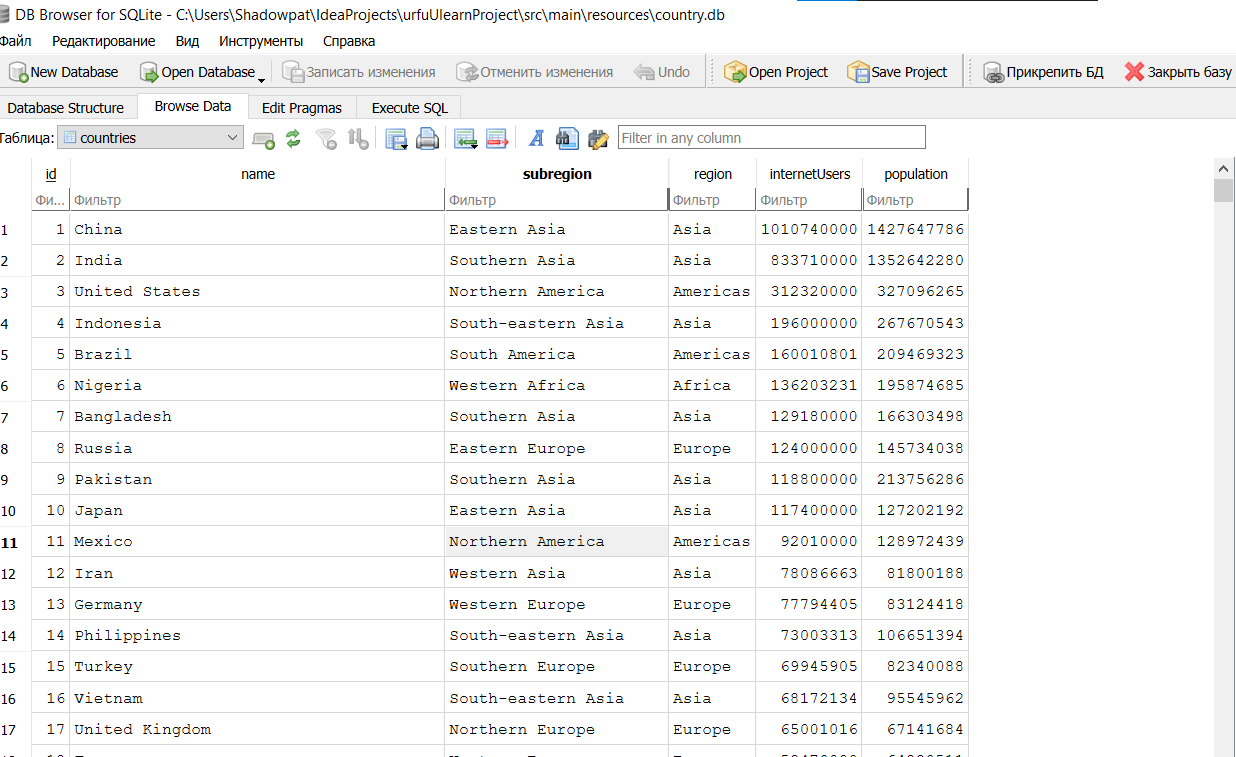 DB Browser for SQLite - C:\Users\Shadowpat\IdeaProjects\urfuUlearnProject\src\main\resources\country.db
Файл Редактирование Вид Инструменты Справка
New Database Open Database Записать изменения Отменить изменения Undo Open Project Save Project Прикрепить БД Закрыть базу
Database Structure Browse Data Edit Pragmas Execute SQL
Таблица: countries Filter in any column
id name subregion region internetUsers population
Фи... Фильтр Фильтр Фильтр Фильтр Фильтр
1 1 China Eastern Asia Asia 1010740000 1427647786
2 2 India Southern Asia Asia 833710000 1352642280
3 3 United States Northern America Americas 312320000 327096265
4 4 Indonesia South-eastern Asia Asia 196000000 267670543
5 5 Brazil South America Americas 160010801 209469323
6 6 Nigeria Western Africa Africa 136203231 195874685
7 7 Bangladesh Southern Asia Asia 129180000 166303498
8 8 Russia Eastern Europe Europe 124000000 145734038
9 9 Pakistan Southern Asia Asia 118800000 213756286
10 10 Japan Eastern Asia Asia 117400000 127202192
11 11 Mexico Northern America Americas 92010000 128972439
12 12 Iran Western Asia Asia 78086663 81800188
13 13 Germany Western Europe Europe 77794405 83124418
14 14 Philippines South-eastern Asia Asia 73003313 106651394
15 15 Turkey Southern Europe Europe 69945905 82340088
16 16 Vietnam South-eastern Asia Asia 68172134 95545962
17 17 United Kingdom Northern Europe Europe 65001016 67141684